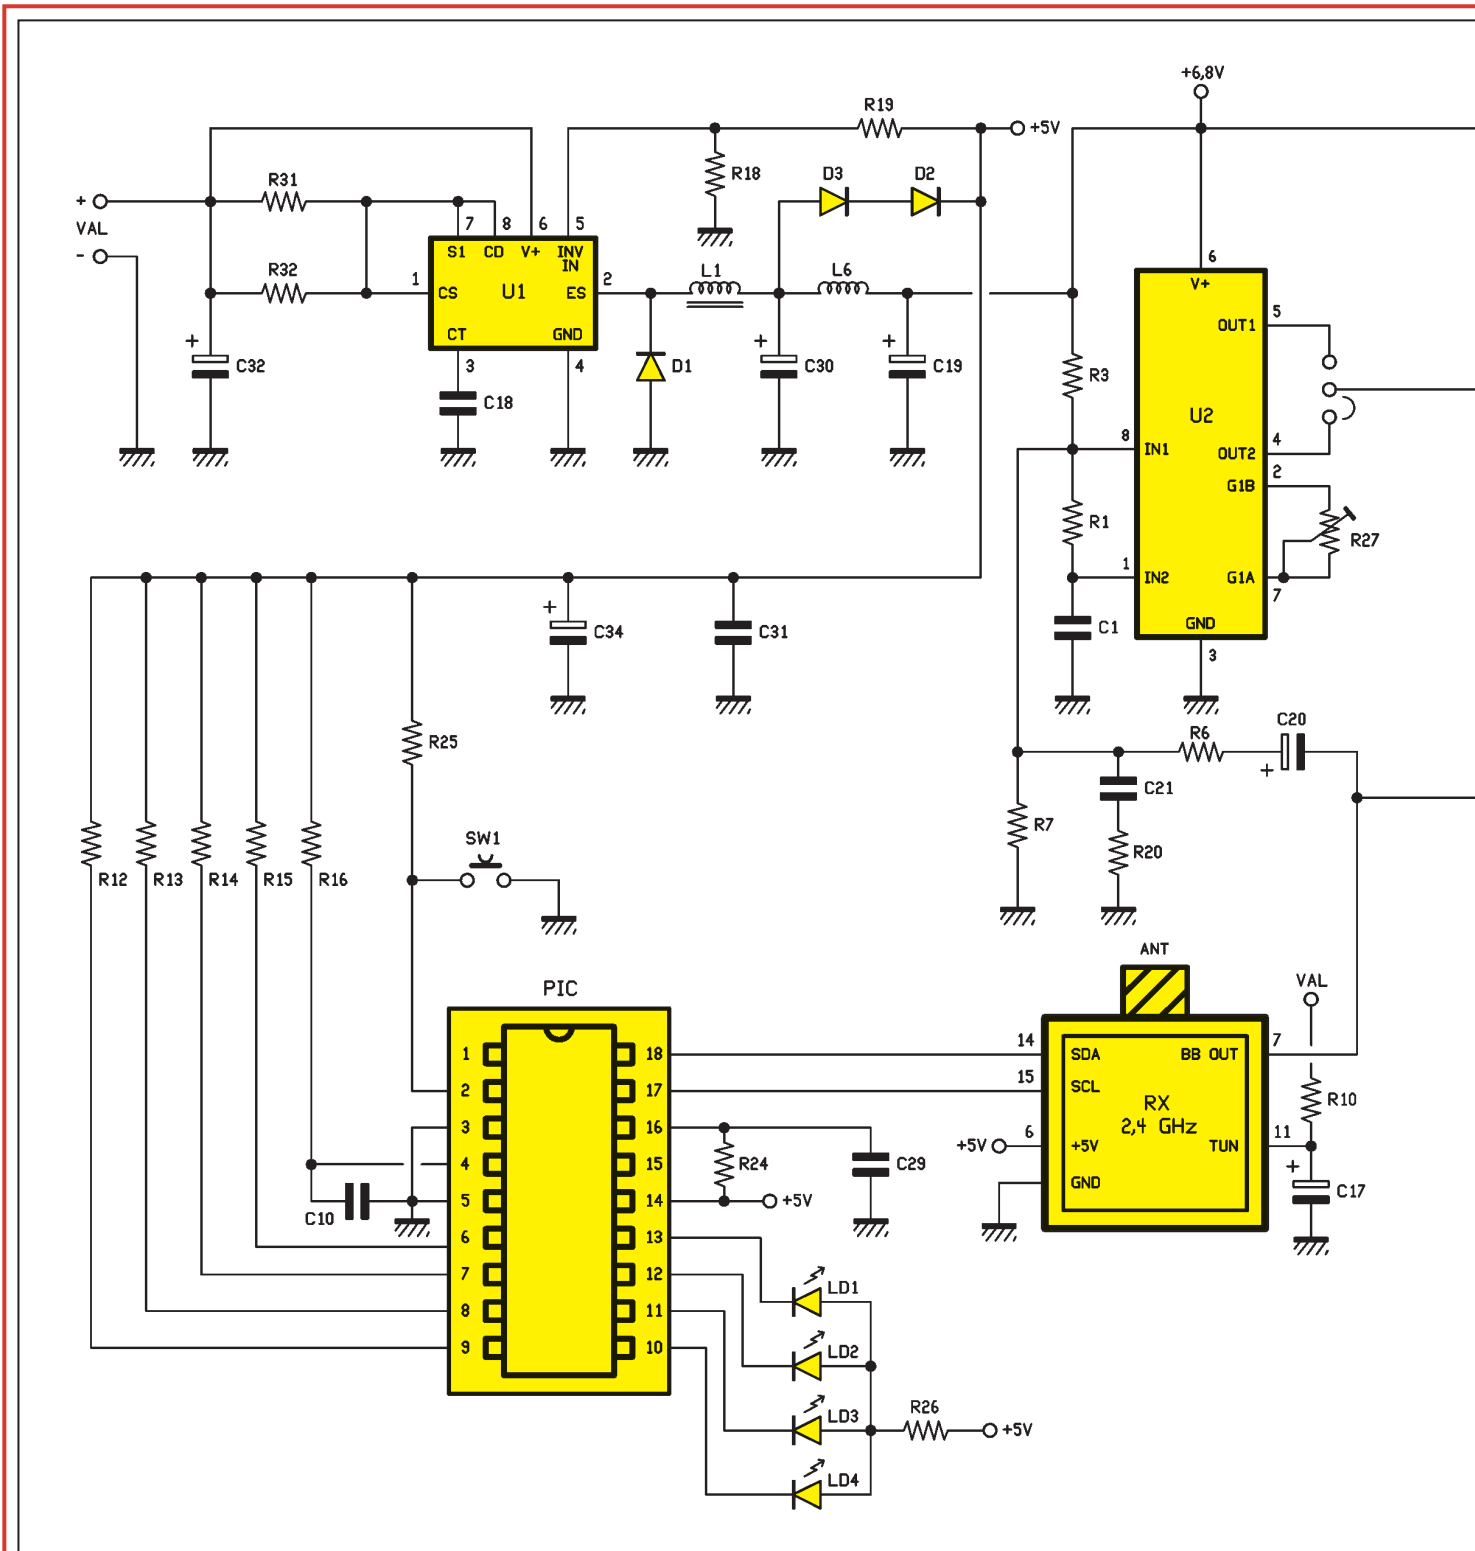 +6,8V
R19
+5V
R31
R18
D3
D2
+
VAL
-
7
8
6
5
S1
CD
V+
INV
IN
R32
1
CS
U1
ES
2
L1
L6
CT
GND
3
4
+
C32
C18
D1
+
C30
+
C19
6
V+
OUT1
5
R3
U2
8
IN1
OUT2
4
G1B
2
R1
R27
1
IN2
G1A
7
C1
GND
3
+
C34
C31
R25
R6
C20
+
C21
R7
R20
SW1
R12
R13
R14
R15
R16
ANT
VAL
PIC
1
2
3
4
5
6
7
8
9
18
17
16
15
14
13
12
11
10
14
SDA
BB OUT
7
15
SCL
RX
2,4 GHz
R10
+5V
6
+5V
TUN
11
GND
+
C17
R24
C29
+5V
C10
LD1
LD2
LD3
LD4
R26
+5V